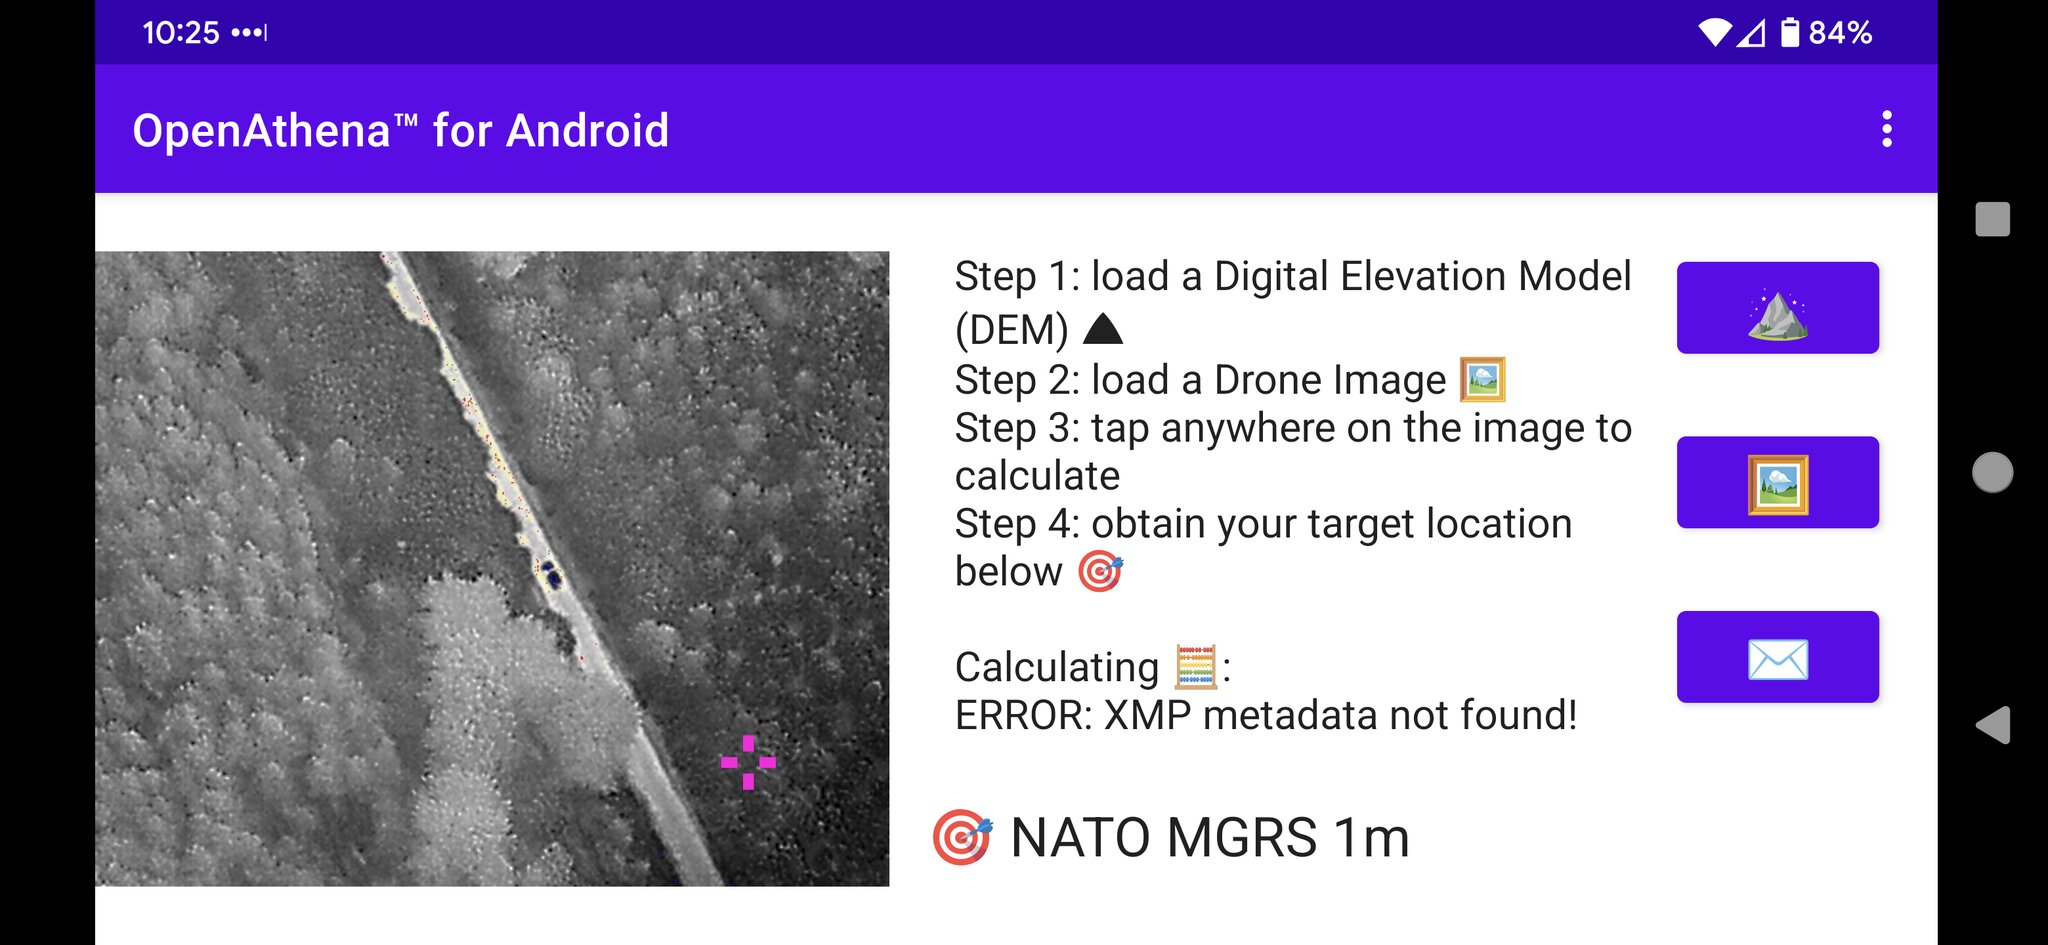 10:25
84%
OpenAthena™ for Android
Step 1: load a Digital Elevation Model
(DEM)
Step 2: load a Drone Image
Step 3: tap anywhere on the image to
calculate
Step 4: obtain your target location
below
Calculating :
ERROR: XMP metadata not found!
NATO MGRS 1m